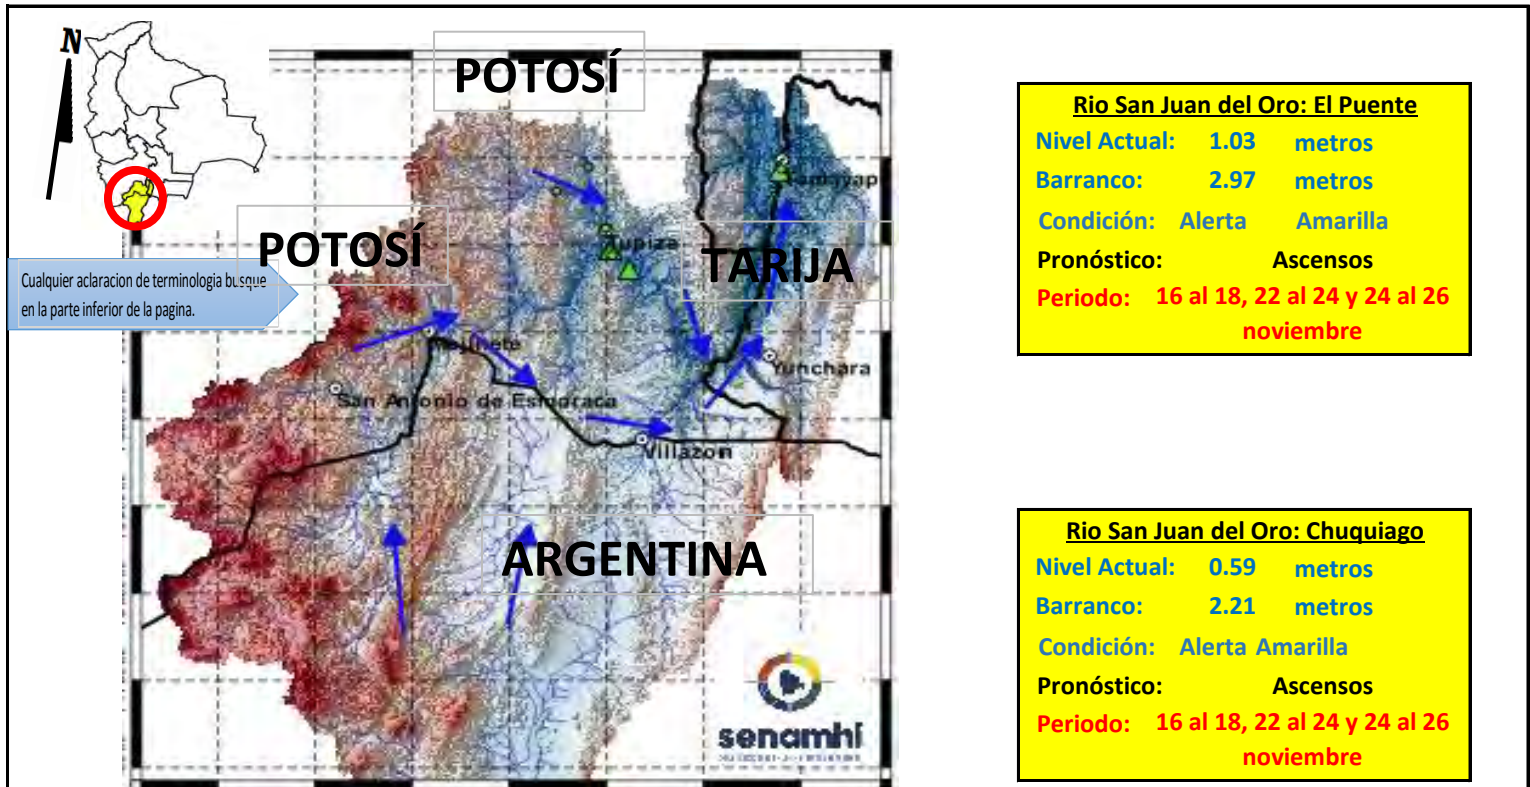 N
POTOSÍ
POTOSÍ
TARIJA
Cualquier aclaracion de terminologia busque
en la parte inferior de la pagina.
Tupiza
Yunchara
San Antonio de Esmoraca
Villazon
ARGENTINA
senamhi
Rio San Juan del Oro: El Puente
Nivel Actual: 1.03 metros
Barranco: 2.97 metros
Condición: Alerta Amarilla
Pronóstico: Ascensos
Periodo: 16 al 18, 22 al 24 y 24 al 26
noviembre
Rio San Juan del Oro: Chuquiago
Nivel Actual: 0.59 metros
Barranco: 2.21 metros
Condición: Alerta Amarilla
Pronóstico: Ascensos
Periodo: 16 al 18, 22 al 24 y 24 al 26
noviembre